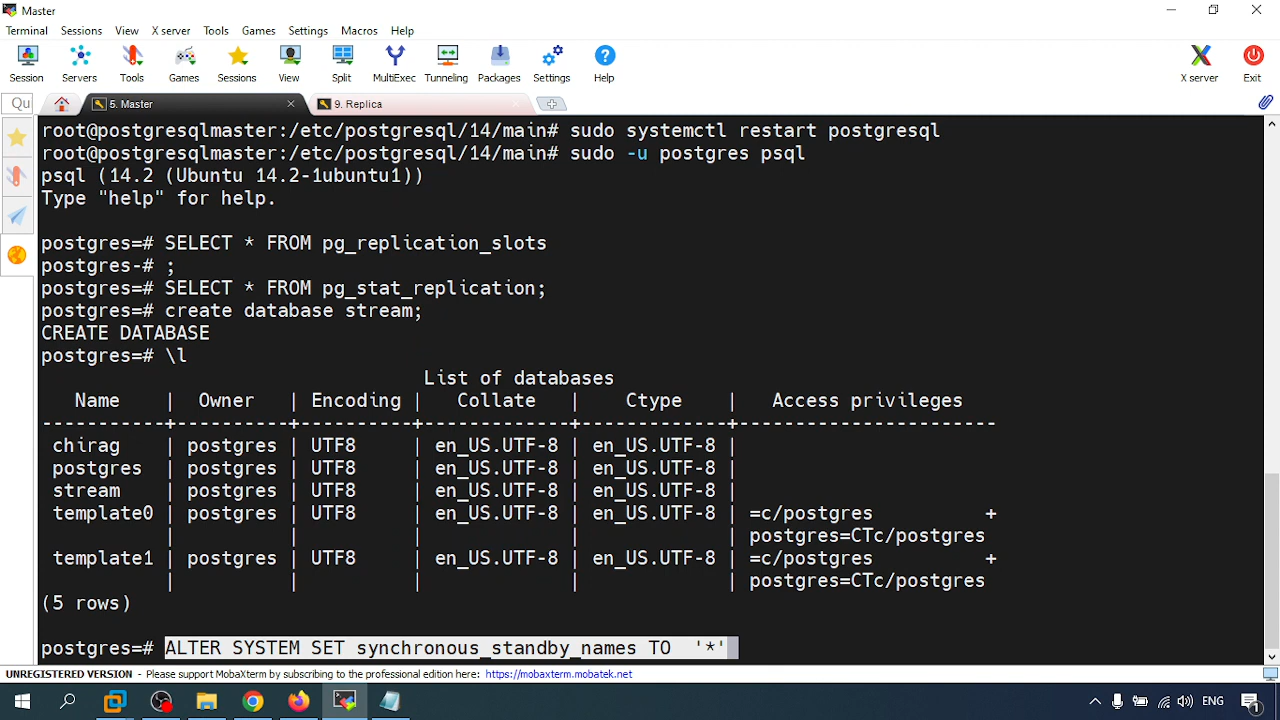 Master
Terminal Sessions View X server Tools Games Settings Macros Help
Session Servers Tools Games Sessions View Split MultiExec Tunneling Packages Settings Help X server Exit
Qu 5. Master 9. Replica
root@postgresqlmaster:/etc/postgresql/14/main# sudo systemctl restart postgresql
root@postgresqlmaster:/etc/postgresql/14/main# sudo -u postgres psql
psql (14.2 (Ubuntu 14.2-1ubuntu1))
Type "help" for help.
postgres=# SELECT * FROM pg_replication_slots
postgres-# ;
postgres=# SELECT * FROM pg_stat_replication;
postgres=# create database stream;
CREATE DATABASE
postgres=# \l
List of databases
Name | Owner | Encoding | Collate | Ctype | Access privileges
-----------+----------+----------+-------------+-------------+-----------------------
chirag | postgres | UTF8 | en_US.UTF-8 | en_US.UTF-8 |
postgres | postgres | UTF8 | en_US.UTF-8 | en_US.UTF-8 |
stream | postgres | UTF8 | en_US.UTF-8 | en_US.UTF-8 |
template0 | postgres | UTF8 | en_US.UTF-8 | en_US.UTF-8 | =c/postgres +
| | | | | postgres=CTc/postgres
template1 | postgres | UTF8 | en_US.UTF-8 | en_US.UTF-8 | =c/postgres +
| | | | | postgres=CTc/postgres
(5 rows)
postgres=# ALTER SYSTEM SET synchronous_standby_names TO '*'
UNREGISTERED VERSION - Please support MobaXterm by subscribing to the professional edition here: https://mobaxterm.mobatek.net
ENG 1